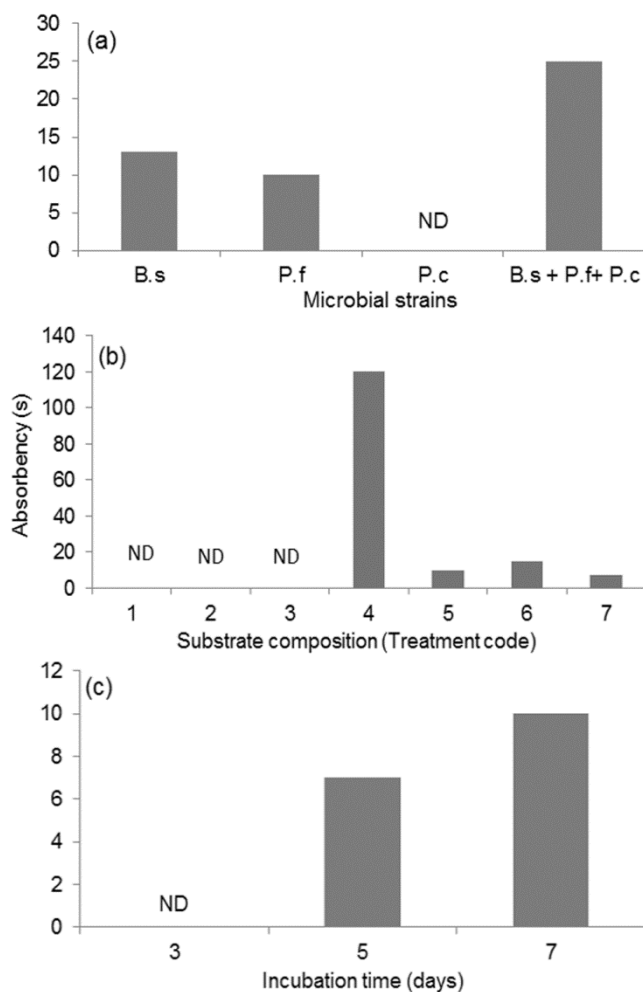 (a)
30
25
20
15
10
5
0
ND
B.s P.f P.c B.s + P.f+ P.c
Microbial strains
Absorbency (s)
(b)
140
120
100
80
60
40
20
0
ND ND ND
1 2 3 4 5 6 7
Substrate composition (Treatment code)
(c)
12
10
8
6
4
2
0
ND
3 5 7
Incubation time (days)